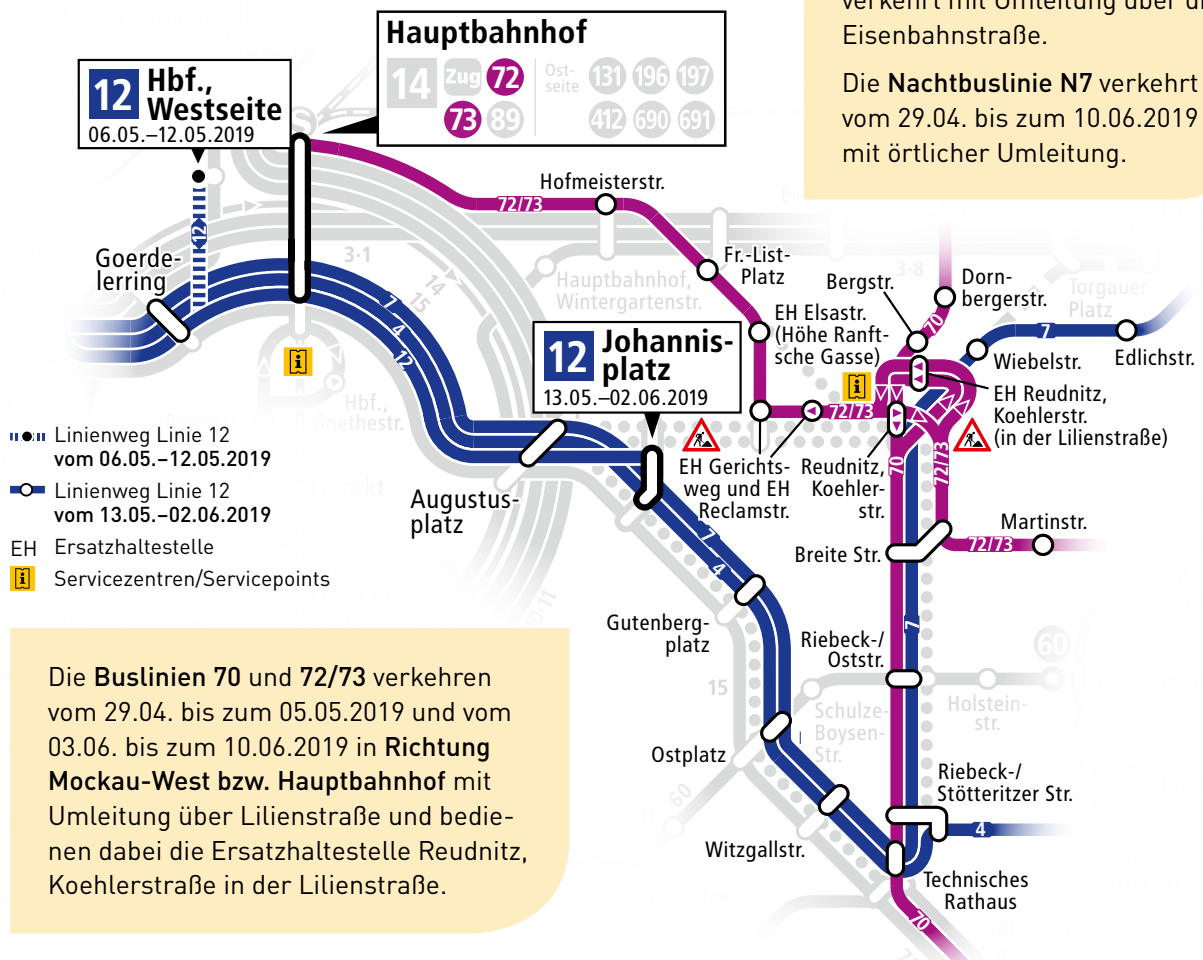 verkehrt mit Umleitung über di
Eisenbahnstraße.
Die Nachtbuslinie N7 verkehrt
vom 29.04. bis zum 10.06.2019
mit örtlicher Umleitung.
Hauptbahnhof
14 Zug 72
73 89
Ost-
seite
131 196 197
412 690 691
12 Hbf.,
Westseite
06.05.–12.05.2019
Hofmeisterstr.
72/73
12
Goerde-
lerring
3·1
14
15
7
4
12
Hauptbahnhof,
Wintergartenstr.
Fr.-List-
Platz
3·8
Bergstr.
Dorn-
bergerstr.
70
Torgauer
Platz
7
Wiebelstr.
Edlichstr.
EH Elsastr.
(Höhe Ranft-
sche Gasse)
i
12 Johannis-
platz
13.05.–02.06.2019
i
Hbf.,
Goethestr.
72/73
EH Reudnitz,
Koehlerstr.
(in der Lilienstraße)
EH Gerichts-
weg und EH
Reclamstr.
Reudnitz,
Koehler-
str.
70
72/73
Augustus-
platz
Linienweg Linie 12
vom 06.05.–12.05.2019
Linienweg Linie 12
vom 13.05.–02.06.2019
EH Ersatzhaltestelle
i Servicezentren/Servicepoints
Breite Str.
72/73
Martinstr.
7
4
10·11
Gutenberg-
platz
7
Riebeck-/
Oststr.
60
15
Schulze-
Boysen-
Str.
Holstein-
str.
Ostplatz
60
Riebeck-/
Stötteritzer Str.
4
Witzgallstr.
Technisches
Rathaus
70
Die Buslinien 70 und 72/73 verkehren
vom 29.04. bis zum 05.05.2019 und vom
03.06. bis zum 10.06.2019 in Richtung
Mockau-West bzw. Hauptbahnhof mit
Umleitung über Lilienstraße und bedie-
nen dabei die Ersatzhaltestelle Reudnitz,
Koehlerstraße in der Lilienstraße.